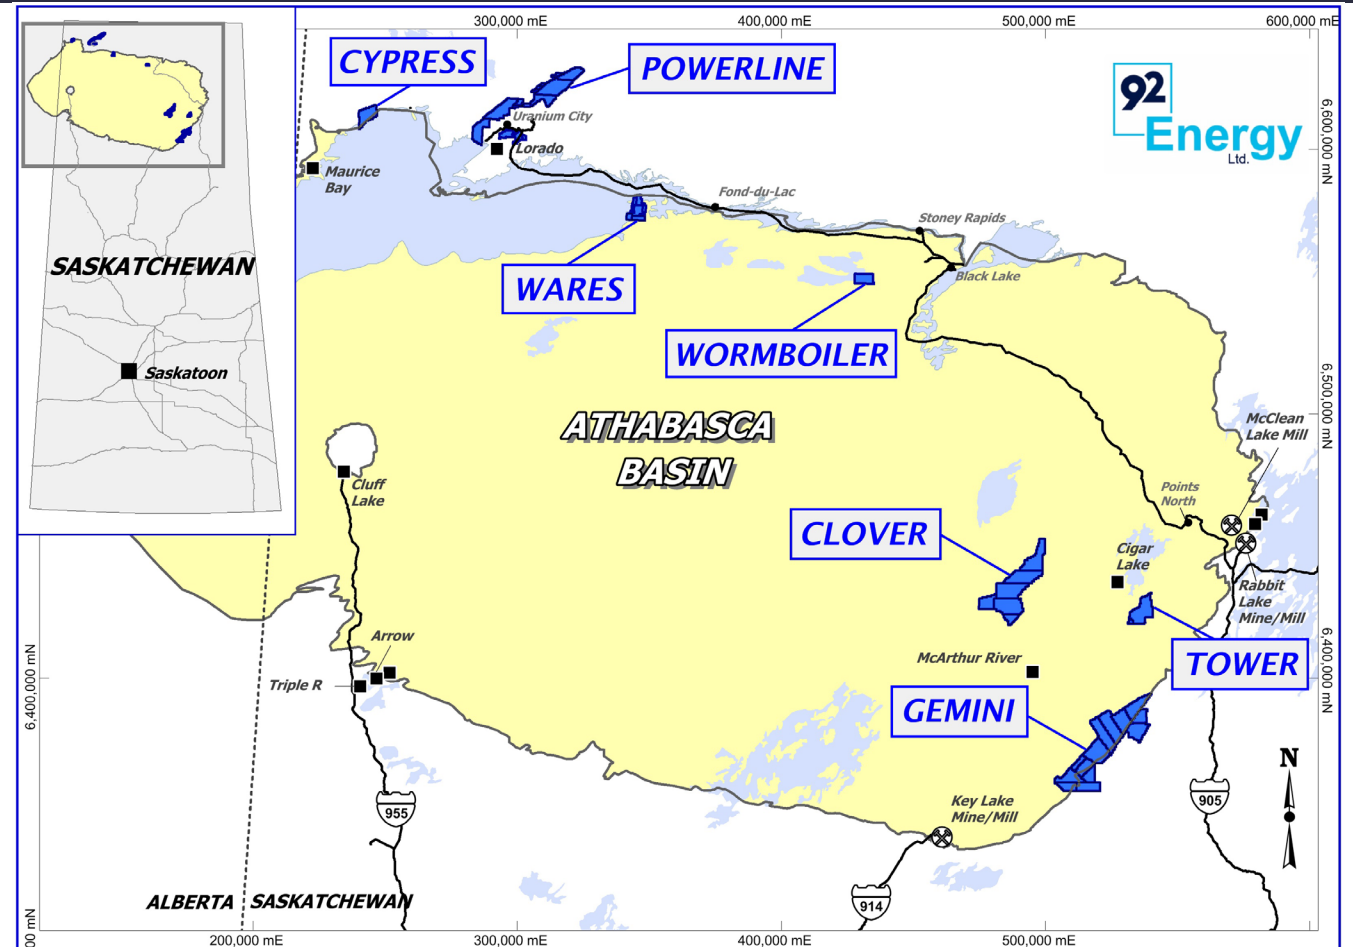 300,000 mE
400,000 mE
500,000 mE
600,000 mE
CYPRESS
POWERLINE
92
Energy
Ltd.
6,600,000 mN
Uranium City
Lorado
Maurice
Bay
Fond-du-Lac
Stoney Rapids
Black Lake
SASKATCHEWAN
WARES
WORMBOILER
Saskatoon
6,500,000 mN
ATHABASCA
BASIN
McClean
Lake Mill
Cluff
Lake
Points
North
CLOVER
Cigar
Lake
Rabbit
Lake
Mine/Mill
Arrow
Triple R
McArthur River
TOWER
6,400,000 mN
6,400,000 mN
GEMINI
N
Key Lake
Mine/Mill
955
905
914
ALBERTA
SASKATCHEWAN
00 mN
200,000 mE
300,000 mE
400,000 mE
500,000 mE